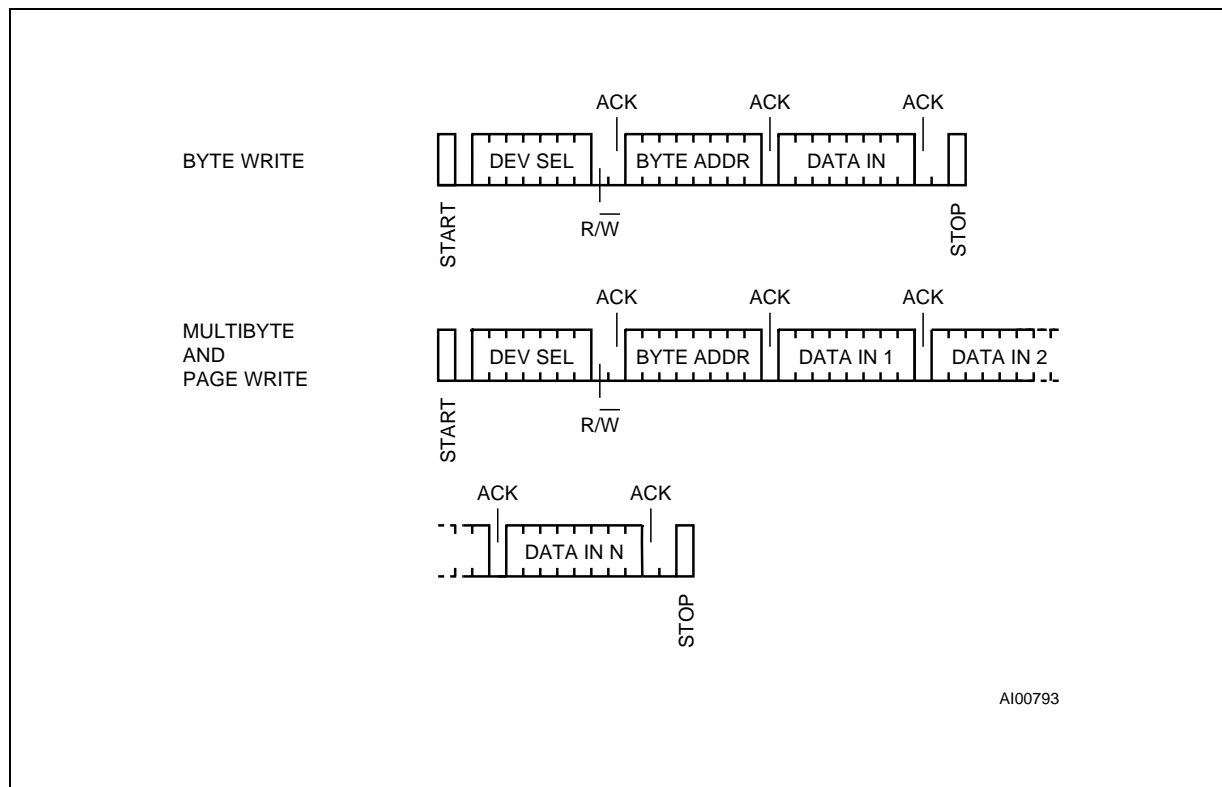 ACK ACK ACK
BYTE WRITE DEV SEL BYTE ADDR DATA IN
START R/W̅ STOP
ACK ACK ACK
MULTIBYTE
AND
PAGE WRITE
DEV SEL BYTE ADDR DATA IN 1 DATA IN 2
START R/W̅
ACK ACK
DATA IN N
STOP
AI00793